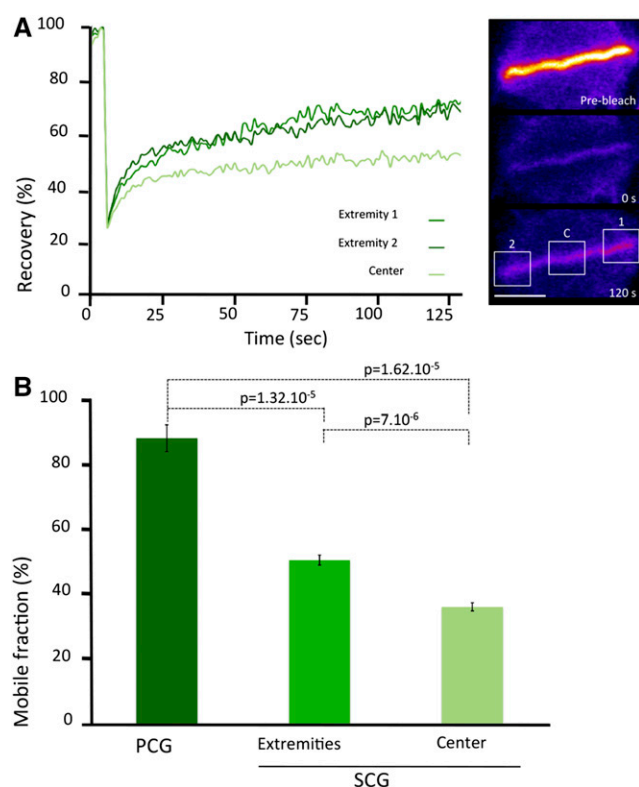 A
100
80
60
40
20
0
Recovery (%)
0 25 50 75 100 125
Time (sec)
Extremity 1
Extremity 2
Center
Pre-bleach
0 s
2 C 1
120 s
B
p=1.62.10-5
p=1.32.10-5
p=7.10-6
100
80
60
40
20
0
Mobile fraction (%)
PCG Extremities Center
SCG